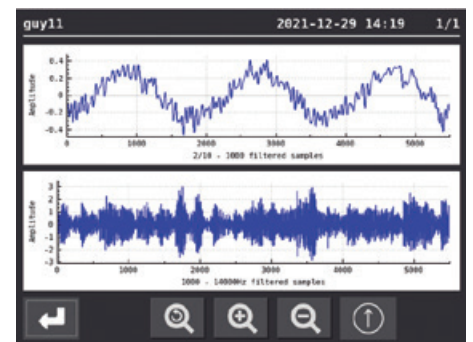 guy11 2021-12-29 14:19 1/1
Amplitude
0.4
0.2
0
-0.2
-0.4
0 1000 2000 3000 4000 5000
2/10 - 1000 filtered samples
Amplitude
3
2
1
0
-1
-2
-3
0 1000 2000 3000 4000 5000
1000 - 14000Hz filtered samples